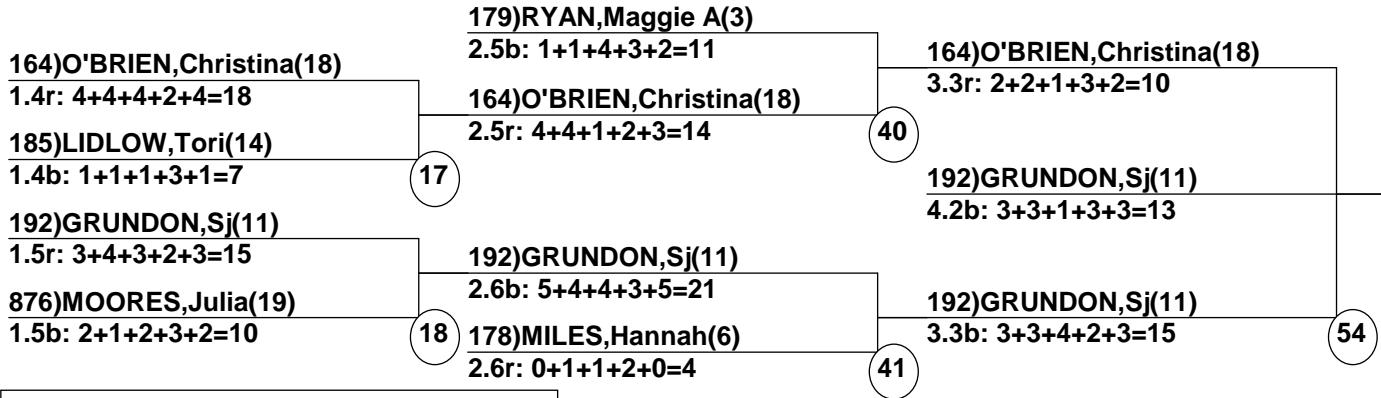 164)O'BRIEN,Christina(18)
1.4r: 4+4+4+2+4=18
185)LIDLOW,Tori(14)
1.4b: 1+1+1+3+1=7
17
192)GRUNDON,Sj(11)
1.5r: 3+4+3+2+3=15
876)MOORES,Julia(19)
1.5b: 2+1+2+3+2=10
18
179)RYAN,Maggie A(3)
2.5b: 1+1+4+3+2=11
164)O'BRIEN,Christina(18)
2.5r: 4+4+1+2+3=14
40
192)GRUNDON,Sj(11)
2.6b: 5+4+4+3+5=21
178)MILES,Hannah(6)
2.6r: 0+1+1+2+0=4
41
164)O'BRIEN,Christina(18)
3.3r: 2+2+1+3+2=10
192)GRUNDON,Sj(11)
4.2b: 3+3+1+3+3=13
192)GRUNDON,Sj(11)
3.3b: 3+3+4+2+3=15
54